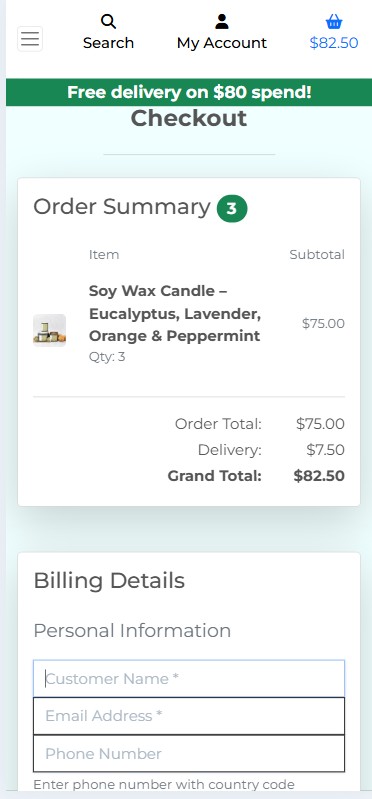 Search
My Account
$82.50
Free delivery on $80 spend!
Checkout
Order Summary 3
Item Subtotal
Soy Wax Candle –
Eucalyptus, Lavender,
Orange & Peppermint
$75.00
Qty: 3
Order Total: $75.00
Delivery: $7.50
Grand Total: $82.50
Billing Details
Personal Information
Customer Name *
Email Address *
Phone Number
Enter phone number with country code